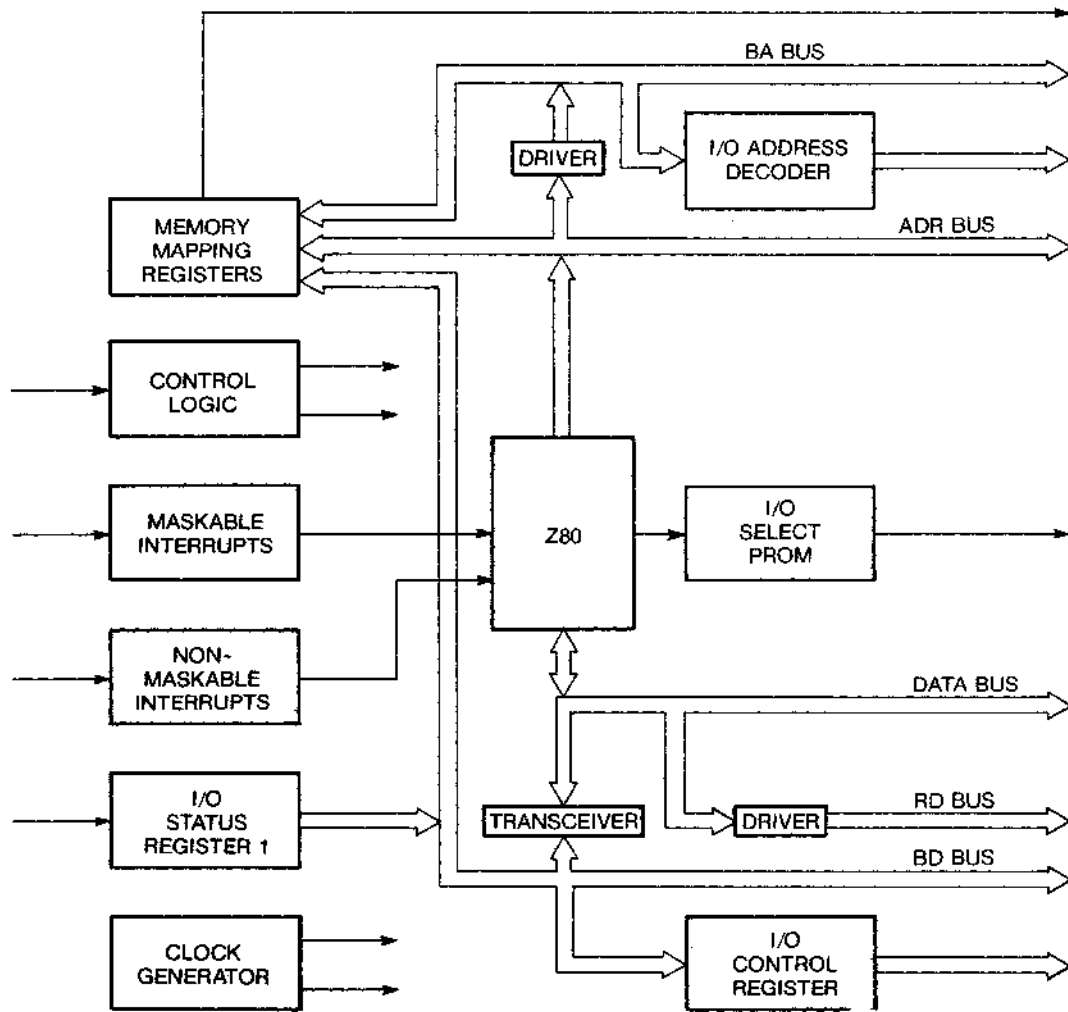 BA BUS
DRIVER
I/O ADDRESS
DECODER
MEMORY
MAPPING
REGISTERS
ADR BUS
CONTROL
LOGIC
MASKABLE
INTERRUPTS
Z80
I/O
SELECT
PROM
NON-
MASKABLE
INTERRUPTS
DATA BUS
I/O
STATUS
REGISTER 1
TRANSCEIVER
DRIVER
RD BUS
BD BUS
CLOCK
GENERATOR
I/O
CONTROL
REGISTER